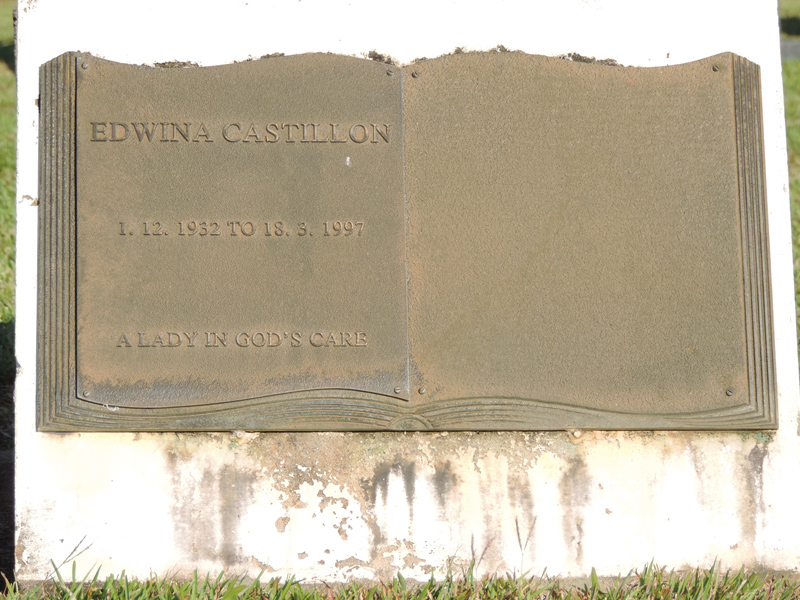 EDWINA CASTILLON
1. 12. 1932 TO 18. 3. 1997
A LADY IN GOD'S CARE